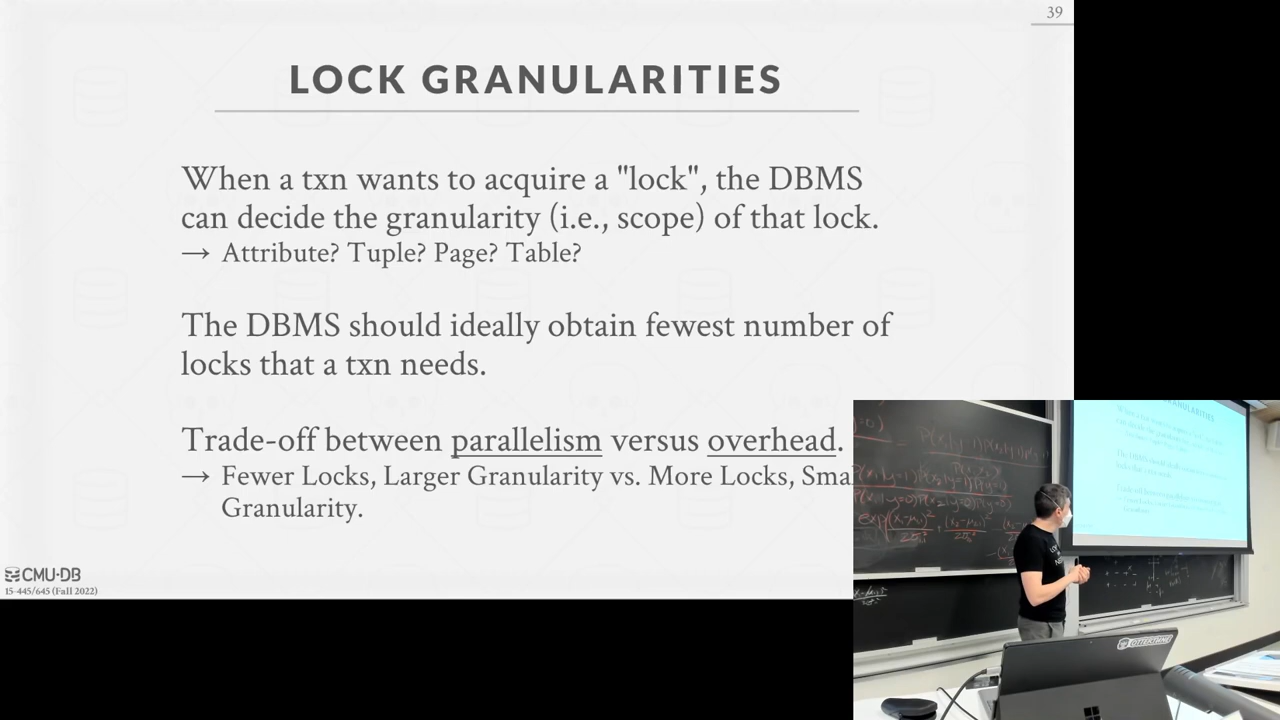 39
LOCK GRANULARITIES
When a txn wants to acquire a "lock", the DBMS
can decide the granularity (i.e., scope) of that lock.
→ Attribute? Tuple? Page? Table?
The DBMS should ideally obtain fewest number of
locks that a txn needs.
Trade-off between parallelism versus overhead.
→ Fewer Locks, Larger Granularity vs. More Locks,
Granularity.
CMU·DB
15-445/645 (Fall 2022)